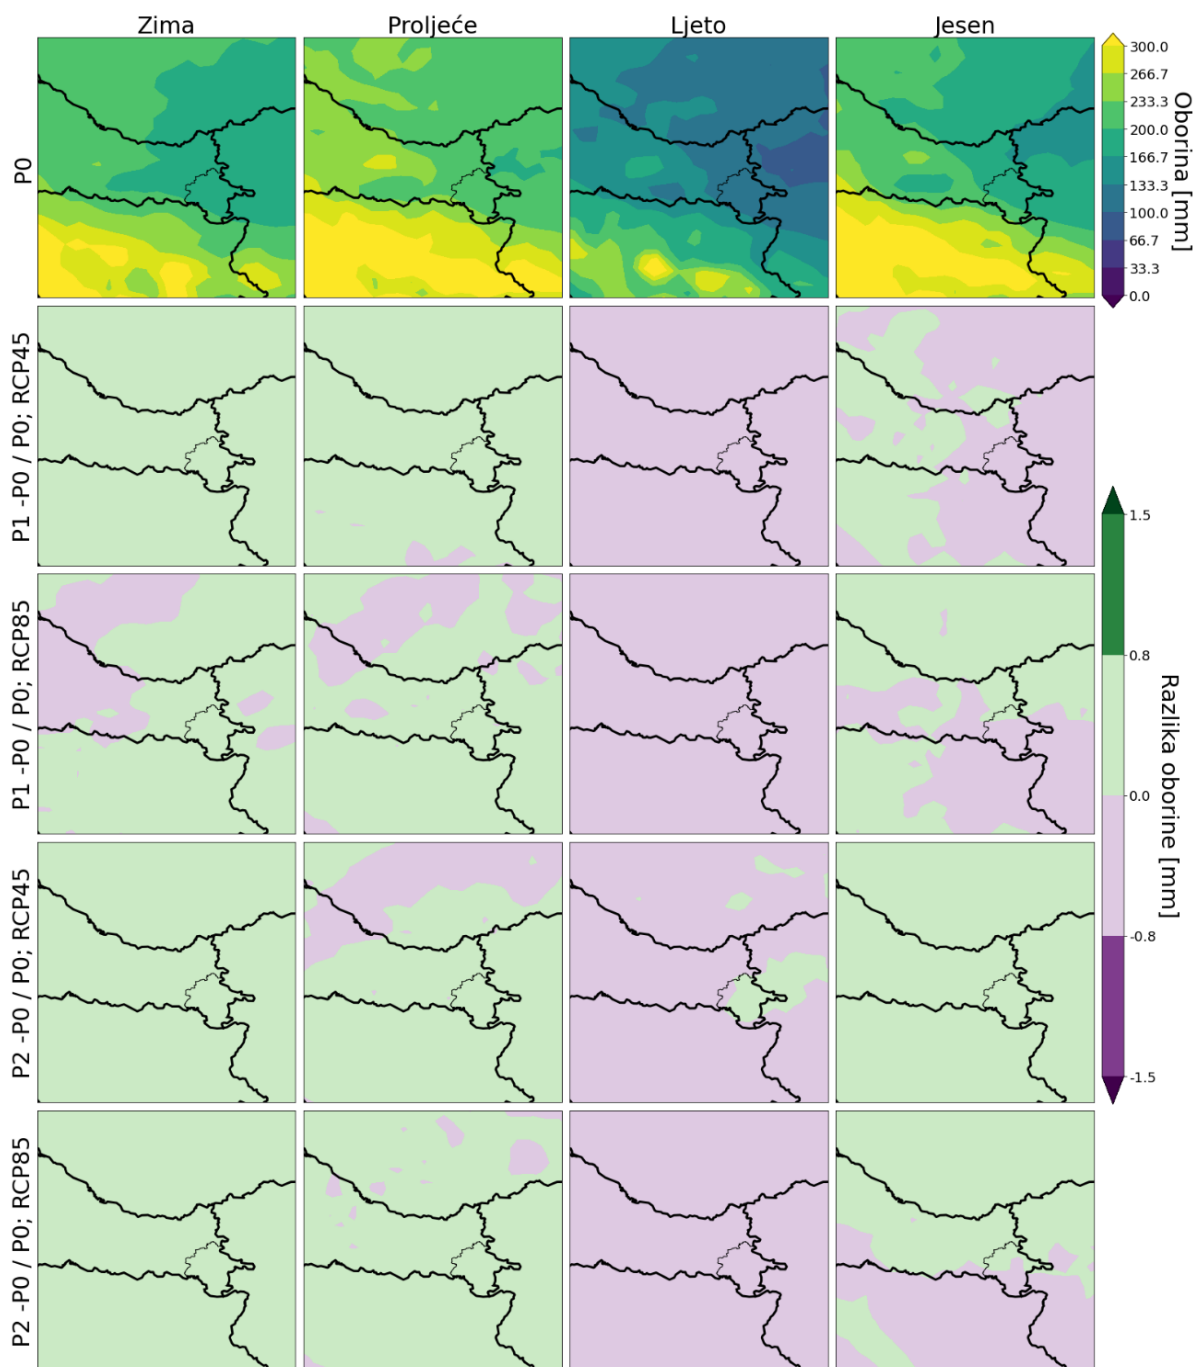 Zima
Proljeće
Ljeto
Jesen
P0
300.0
266.7
233.3
200.0
166.7
133.3
100.0
66.7
33.3
0.0
Oborina [mm]
P1 -P0 / P0; RCP45
P1 -P0 / P0; RCP85
P2 -P0 / P0; RCP45
P2 -P0 / P0; RCP85
1.5
0.8
0.0
-0.8
-1.5
Razlika oborine [mm]